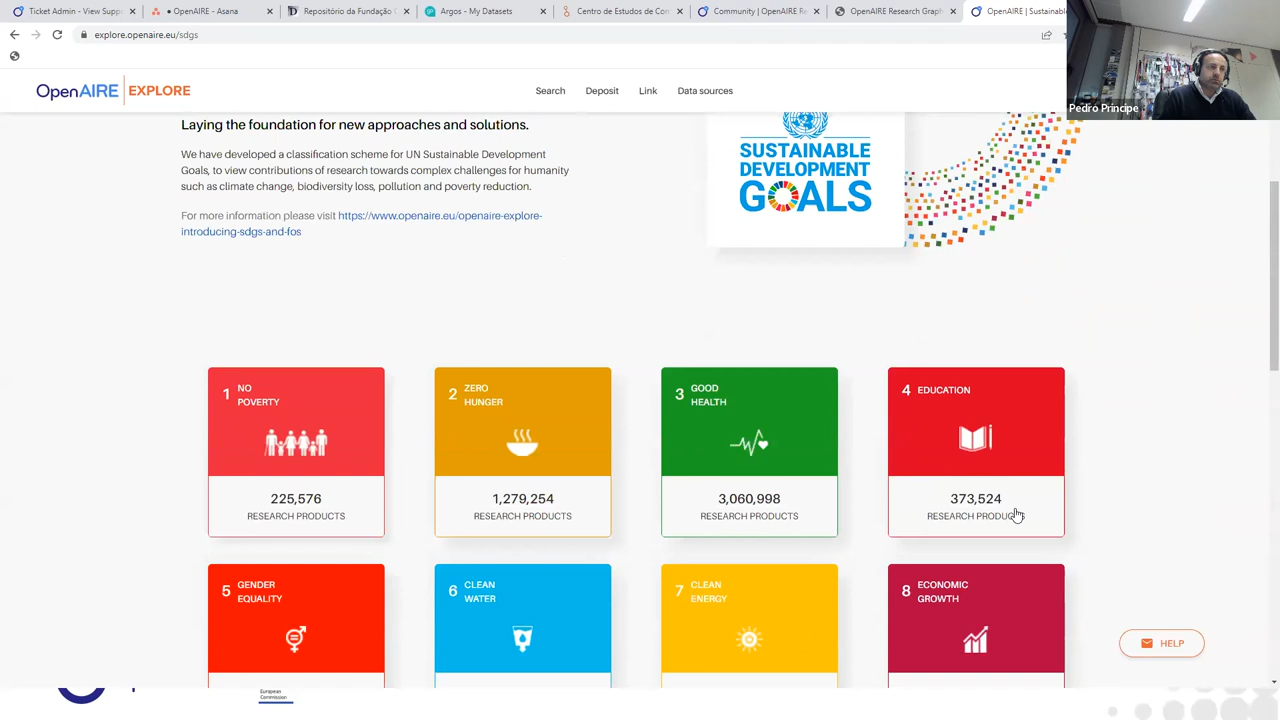 Ticket Admin - View Supp
OpenAIRE - Asana
Repositório da Fundação
Argos - My Datasets
Centro de Estudos de Com
Community | OpenAIRE Re
OpenAIRE Research Graph
OpenAIRE | Sustainab
explore.openaire.eu/sdgs
OpenAIRE EXPLORE
Search Deposit Link Data sources
Pedro Principe
Laying the foundation for new approaches and solutions.
We have developed a classification scheme for UN Sustainable Development
Goals, to view contributions of research towards complex challenges for humanity
such as climate change, biodiversity loss, pollution and poverty reduction.
For more information please visit https://www.openaire.eu/openaire-explore-
introducing-sdgs-and-fos
SUSTAINABLE
DEVELOPMENT
GOALS
1 NO
POVERTY
225,576
RESEARCH PRODUCTS
2 ZERO
HUNGER
1,279,254
RESEARCH PRODUCTS
3 GOOD
HEALTH
3,060,998
RESEARCH PRODUCTS
4 EDUCATION
373,524
RESEARCH PRODUCTS
5 GENDER
EQUALITY
6 CLEAN
WATER
7 CLEAN
ENERGY
8 ECONOMIC
GROWTH
HELP
European
Commission